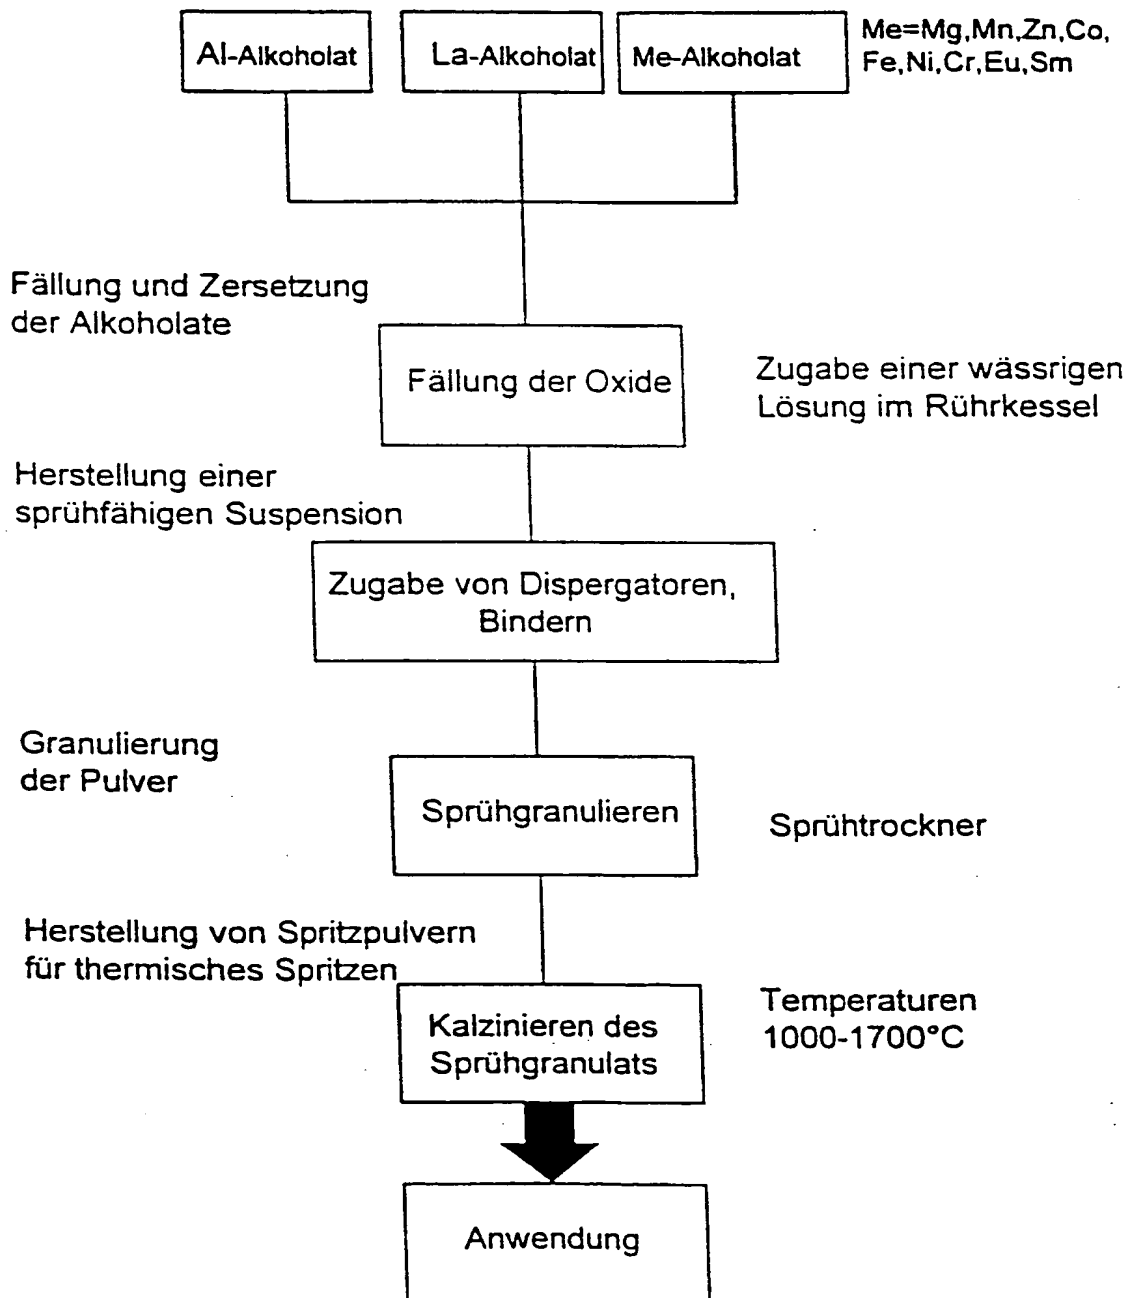 Al-Alkoholat
La-Alkoholat
Me-Alkoholat
Me=Mg,Mn,Zn,Co,
Fe,Ni,Cr,Eu,Sm
Fällung und Zersetzung
der Alkoholate
Fällung der Oxide
Zugabe einer wässrigen
Lösung im Rührkessel
Herstellung einer
sprühfähigen Suspension
Zugabe von Dispergatoren,
Bindern
Granulierung
der Pulver
Sprühgranulieren
Sprühtrockner
Herstellung von Spritzpulvern
für thermisches Spritzen
Kalzinieren des
Sprühgranulats
Temperaturen
1000-1700°C
Anwendung